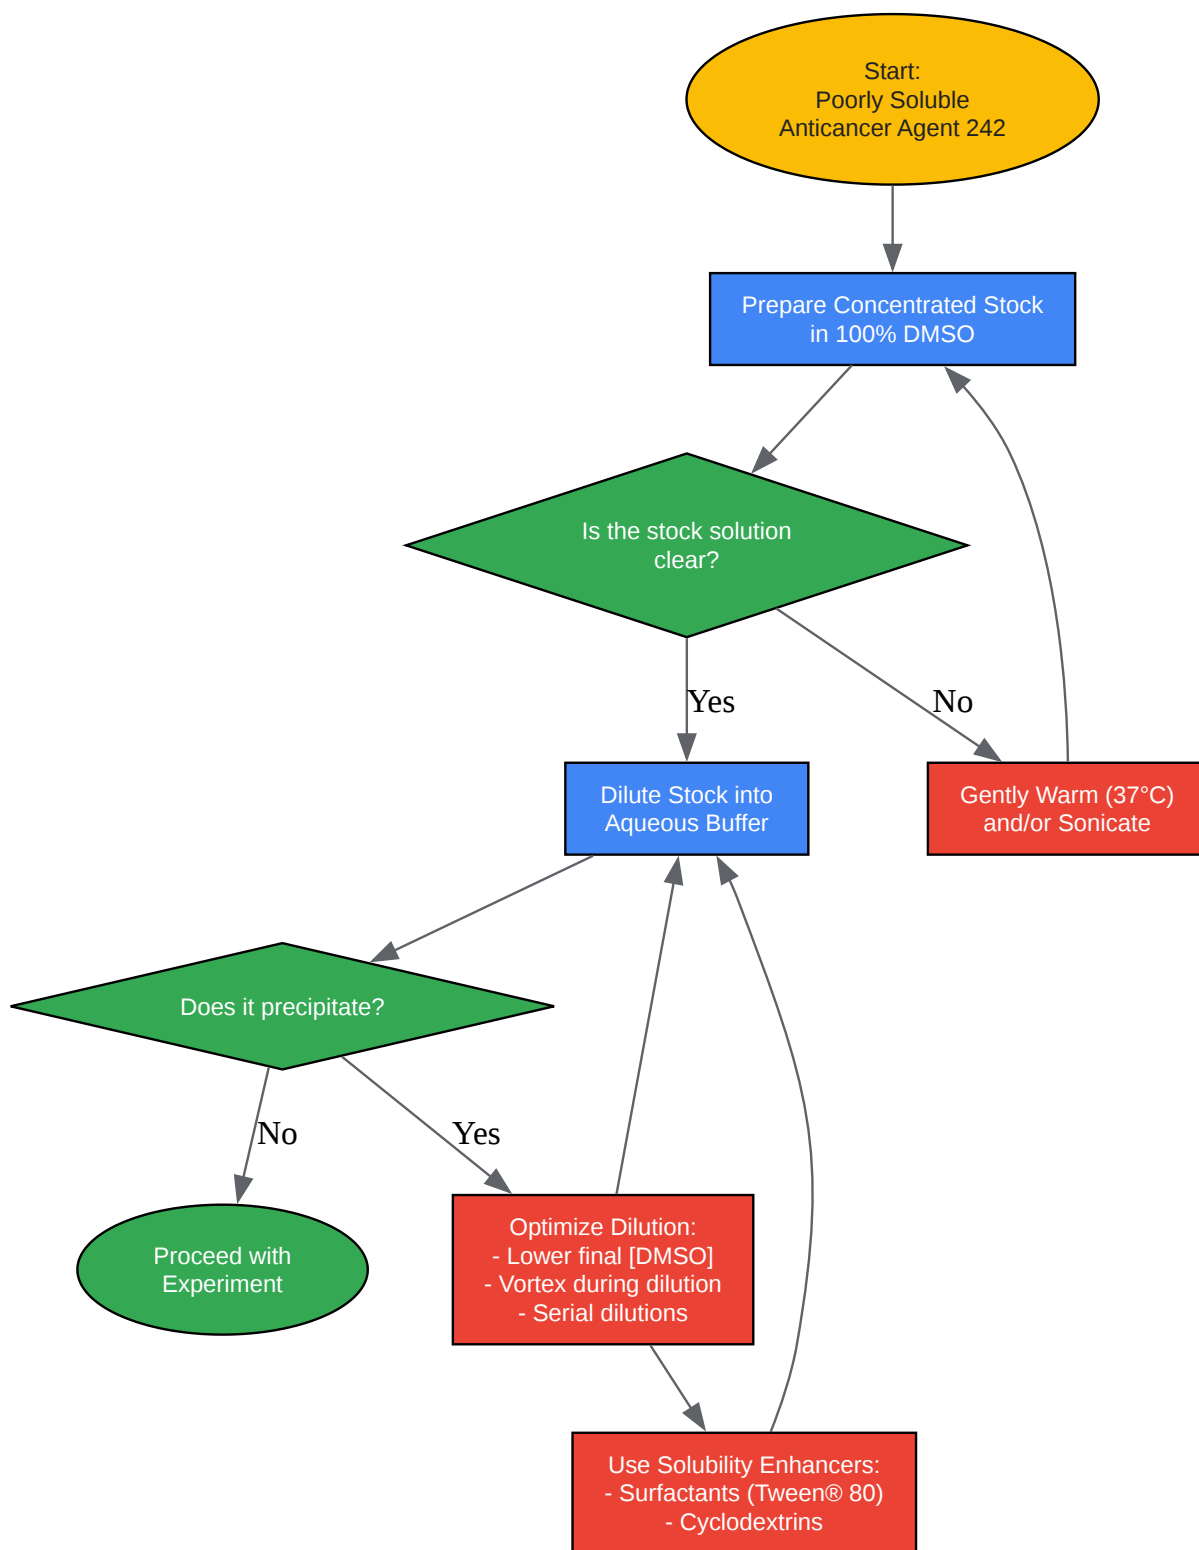 Start:
Poorly Soluble
Anticancer Agent 242
Prepare Concentrated Stock
in 100% DMSO
Is the stock solution
clear?
Yes
No
Dilute Stock into
Aqueous Buffer
Gently Warm (37°C)
and/or Sonicate
Does it precipitate?
No
Yes
Proceed with
Experiment
Optimize Dilution:
- Lower final [DMSO]
- Vortex during dilution
- Serial dilutions
Use Solubility Enhancers:
- Surfactants (Tween® 80)
- Cyclodextrins